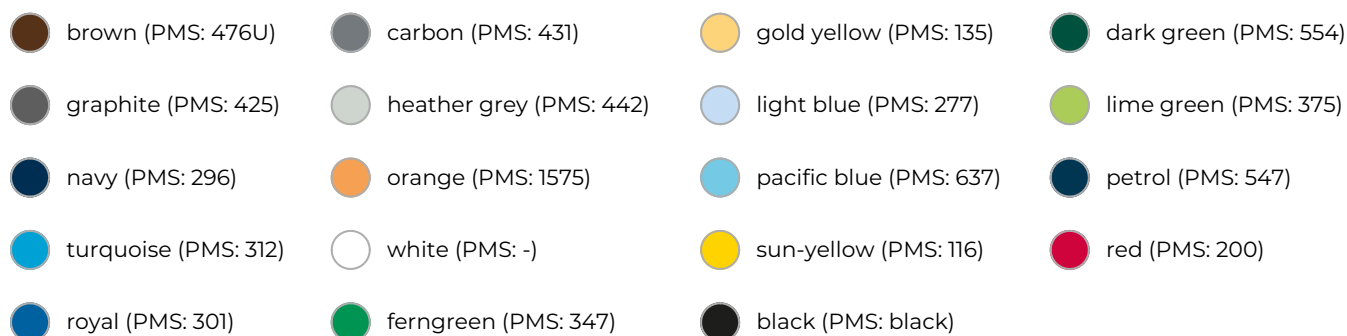 brown (PMS: 476U)
carbon (PMS: 431)
gold yellow (PMS: 135)
dark green (PMS: 554)
graphite (PMS: 425)
heather grey (PMS: 442)
light blue (PMS: 277)
lime green (PMS: 375)
navy (PMS: 296)
orange (PMS: 1575)
pacific blue (PMS: 637)
petrol (PMS: 547)
turquoise (PMS: 312)
white (PMS: -)
sun-yellow (PMS: 116)
red (PMS: 200)
royal (PMS: 301)
ferngreen (PMS: 347)
black (PMS: black)